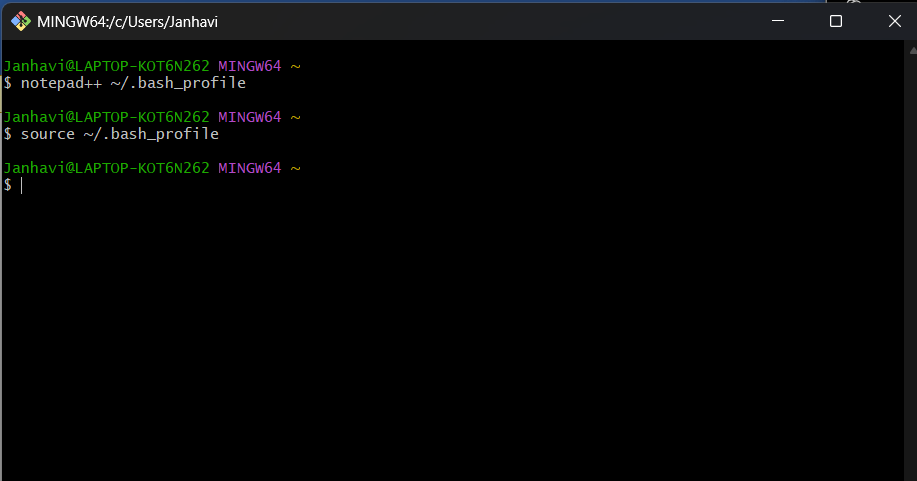 MINGW64:/c/Users/Janhavi
Janhavi@LAPTOP-KOT6N262 MINGW64 ~
$ notepad++ ~/.bash_profile
Janhavi@LAPTOP-KOT6N262 MINGW64 ~
$ source ~/.bash_profile
Janhavi@LAPTOP-KOT6N262 MINGW64 ~
$